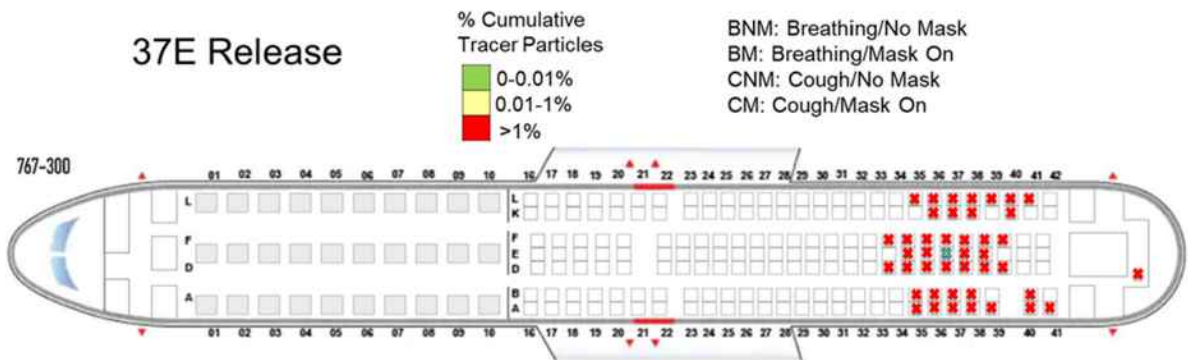 37E Release
% Cumulative
Tracer Particles
0-0.01%
0.01-1%
>1%
BNM: Breathing/No Mask
BM: Breathing/Mask On
CNM: Cough/No Mask
CM: Cough/Mask On
767-300
01 02 03 04 05 06 07 08 09 10 16 17 18 19 20 21 22 23 24 25 26 27 28 29 30 31 32 33 34 35 36 37 38 39 40 41 42
L L
K
F F
E
D D
B
A A
01 02 03 04 05 06 07 08 09 10 16 17 18 19 20 21 22 23 24 25 26 27 28 29 30 31 32 33 34 35 36 37 38 39 40 41